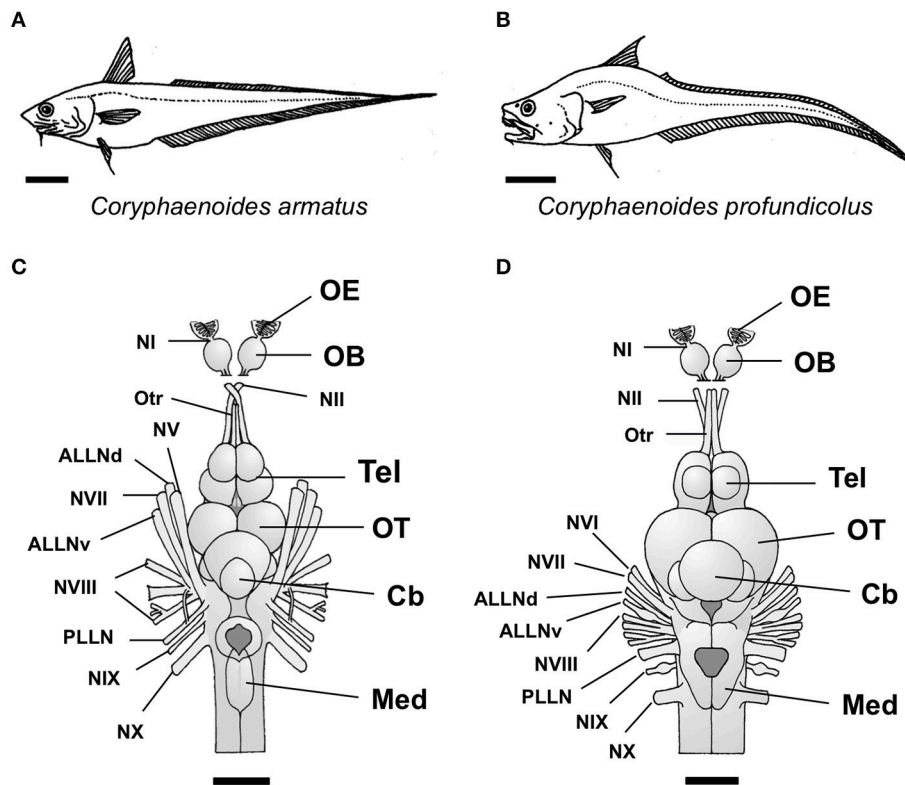 A
B
Coryphaenoides armatus
Coryphaenoides profundicolus
C
OE
NI
OB
Otr
NII
NV
ALLNd
Tel
NVII
OT
ALLNv
NVIII
Cb
PLLN
NIX
Med
NX
D
OE
NI
OB
NII
Otr
Tel
NVI
OT
NVII
ALLNd
Cb
ALLNv
NVIII
PLLN
Med
NIX
NX